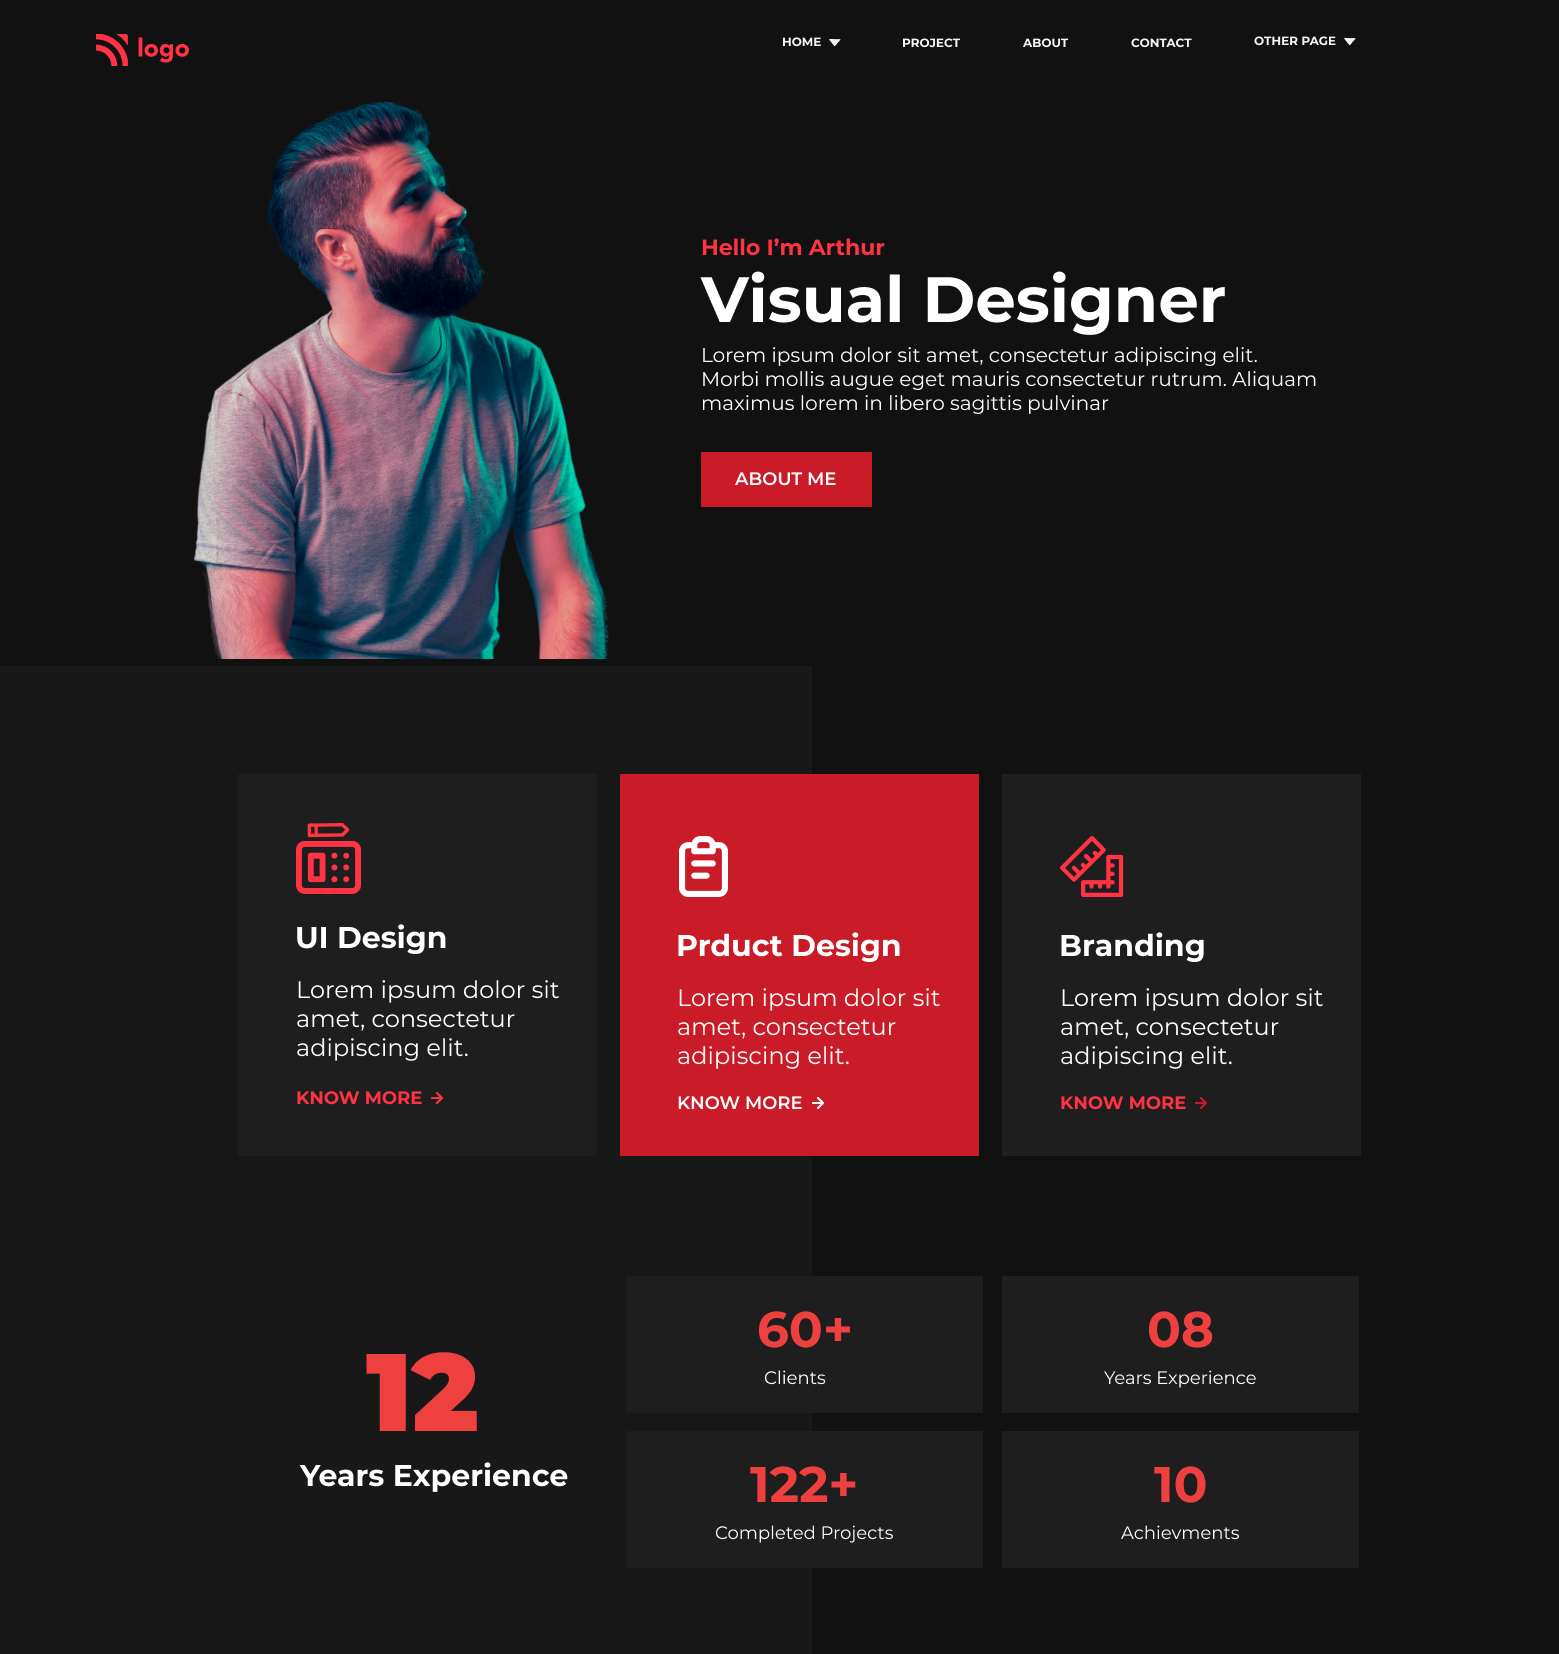 logo
HOME
PROJECT
ABOUT
CONTACT
OTHER PAGE
Hello I’m Arthur
Visual Designer
Lorem ipsum dolor sit amet, consectetur adipiscing elit.
Morbi mollis augue eget mauris consectetur rutrum. Aliquam
maximus lorem in libero sagittis pulvinar
ABOUT ME
UI Design
Lorem ipsum dolor sit
amet, consectetur
adipiscing elit.
KNOW MORE →
Prduct Design
Lorem ipsum dolor sit
amet, consectetur
adipiscing elit.
KNOW MORE →
Branding
Lorem ipsum dolor sit
amet, consectetur
adipiscing elit.
KNOW MORE →
12
Years Experience
60+
Clients
08
Years Experience
122+
Completed Projects
10
Achievments